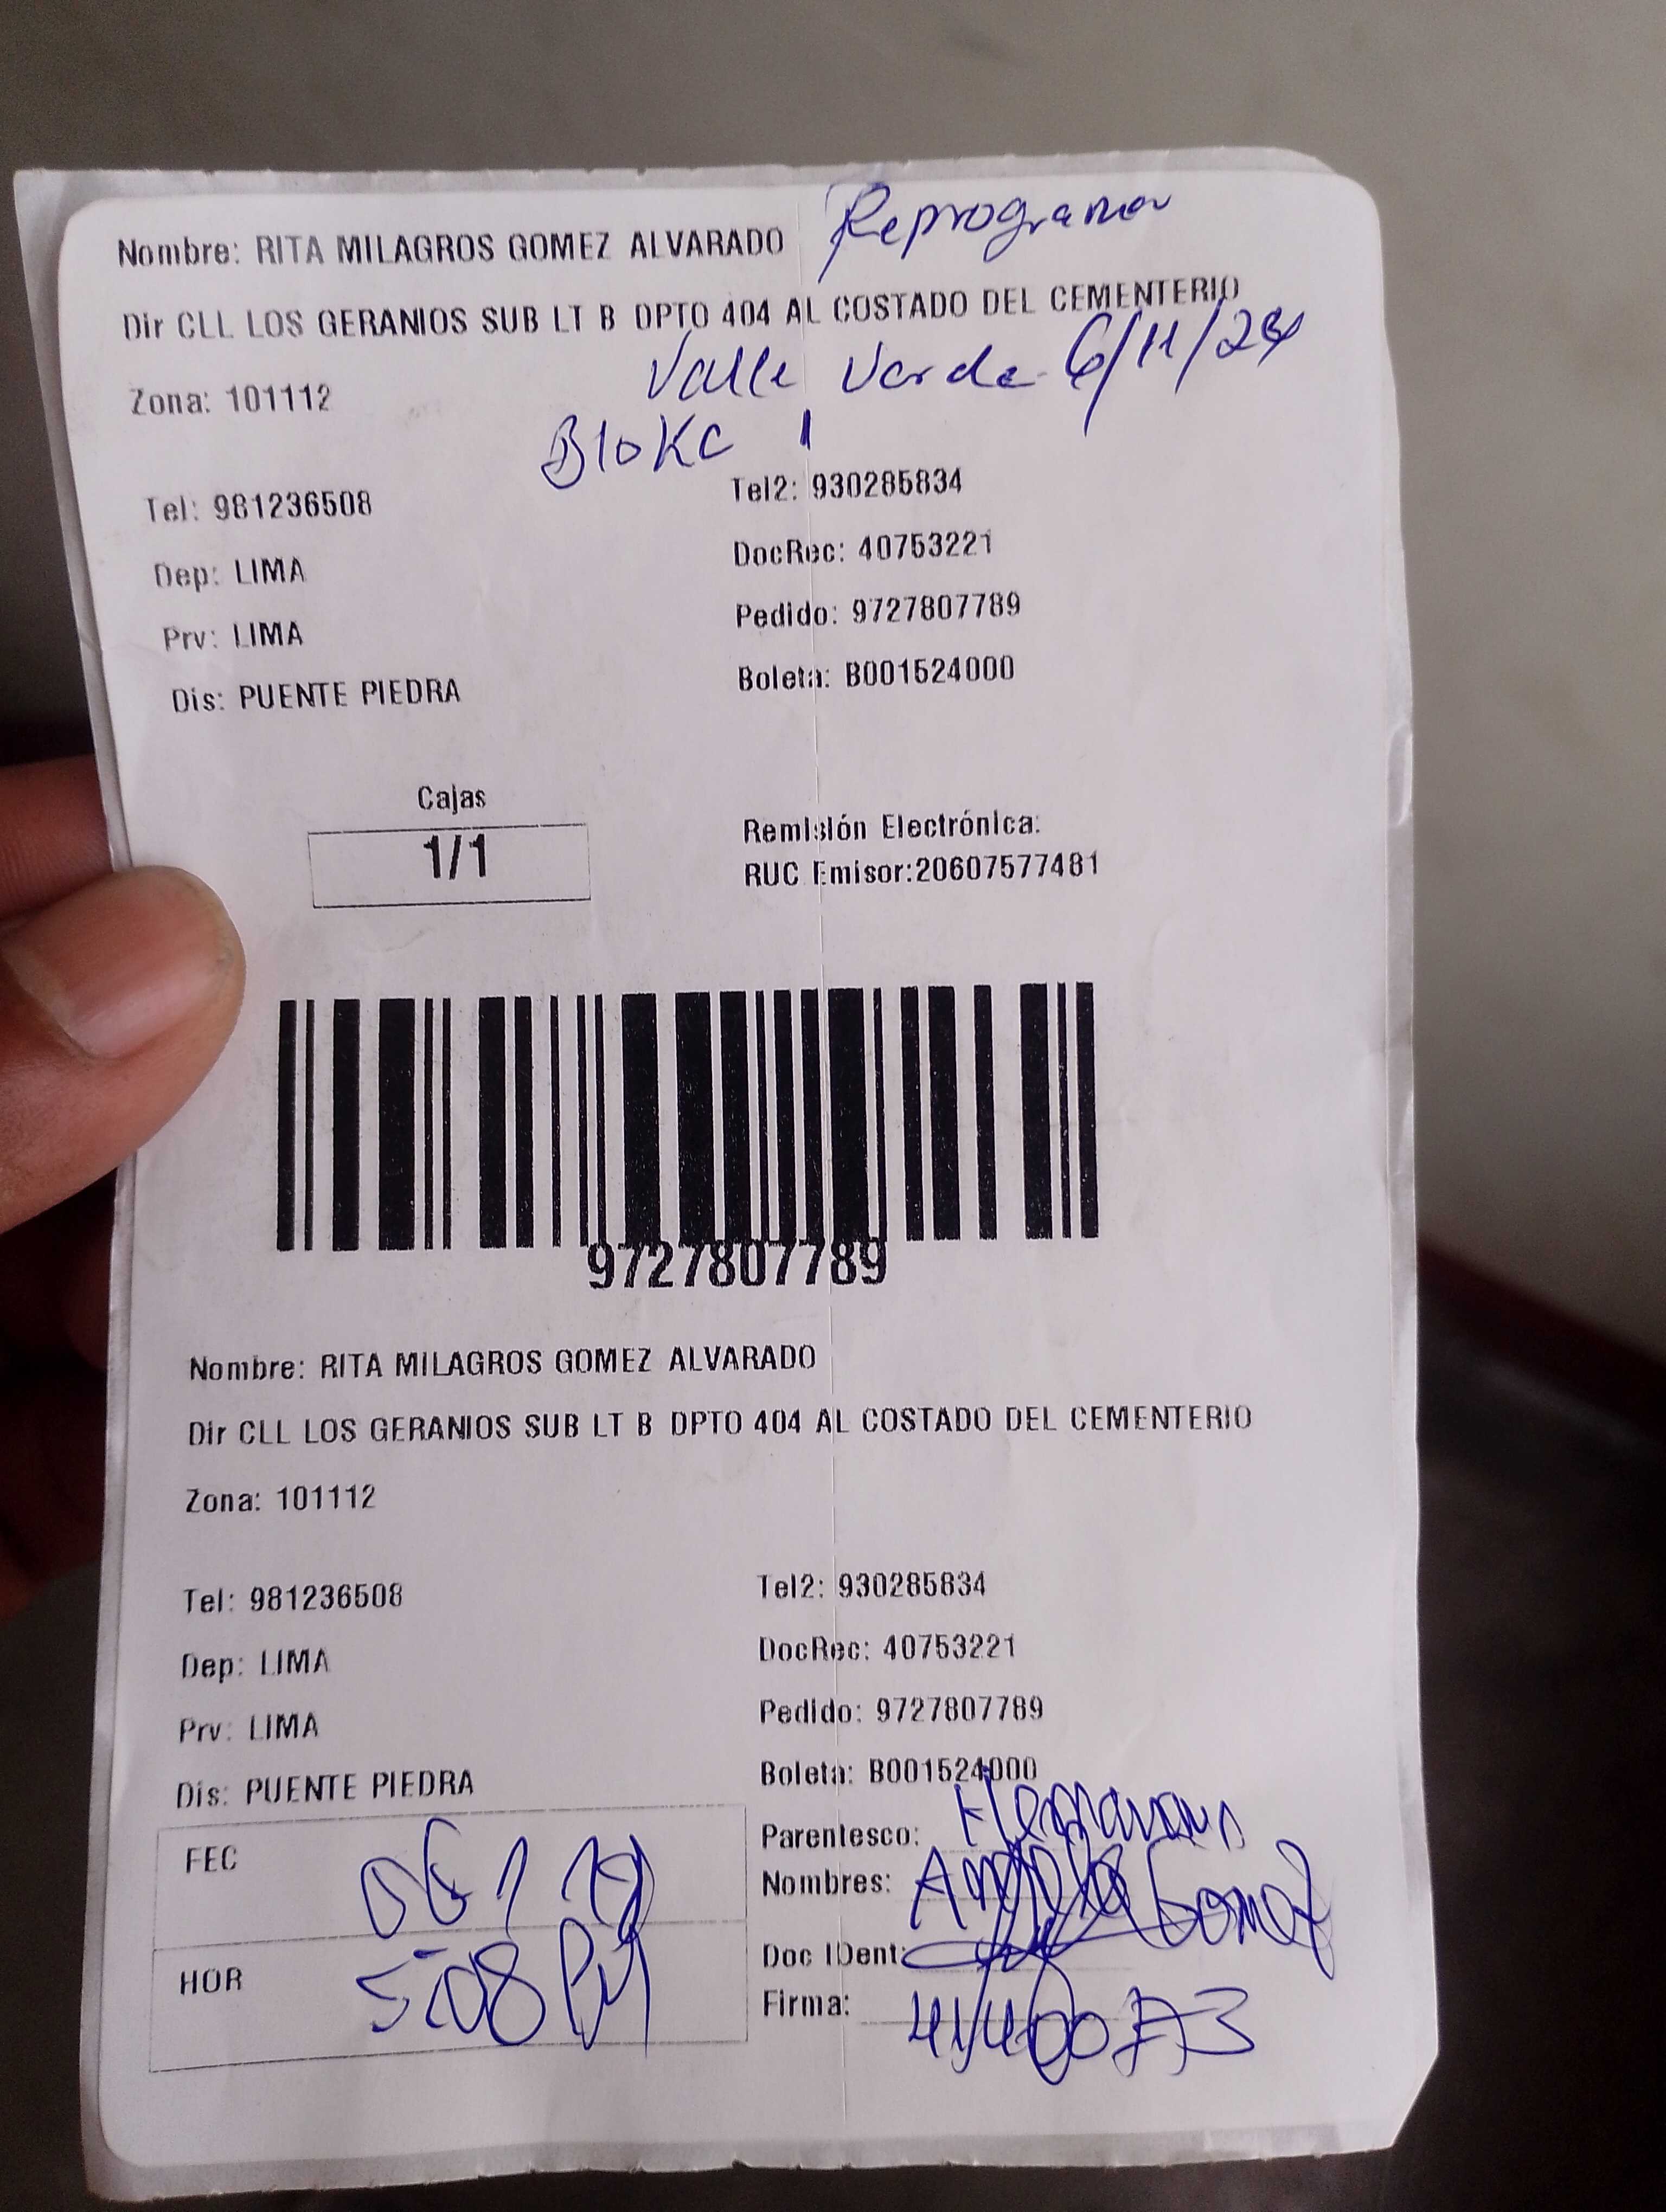 Nombre: RITA MILAGROS GOMEZ ALVARADO Reprogramar
Dir CLL LOS GERANIOS SUB LT B DPTO 404 AL COSTADO DEL CEMENTERIO
Valle Verde 6/11/24
Zona: 101112
Bloke 1
Tel: 981236508 Tel2: 930285834
Dep: LIMA DocRec: 40753221
Prv: LIMA Pedido: 9727807789
Dis: PUENTE PIEDRA Boleta: B001524000
Cajas
1/1
Remisión Electrónica:
RUC Emisor:20607577481
9727807789
Nombre: RITA MILAGROS GOMEZ ALVARADO
Dir CLL LOS GERANIOS SUB LT B DPTO 404 AL COSTADO DEL CEMENTERIO
Zona: 101112
Tel: 981236508 Tel2: 930285834
Dep: LIMA DocRec: 40753221
Prv: LIMA Pedido: 9727807789
Dis: PUENTE PIEDRA Boleta: B001524000
FEC
Parentesco:
Nombres: Gomez
HOR 5:08 PM
Doc IDent:
Firma: